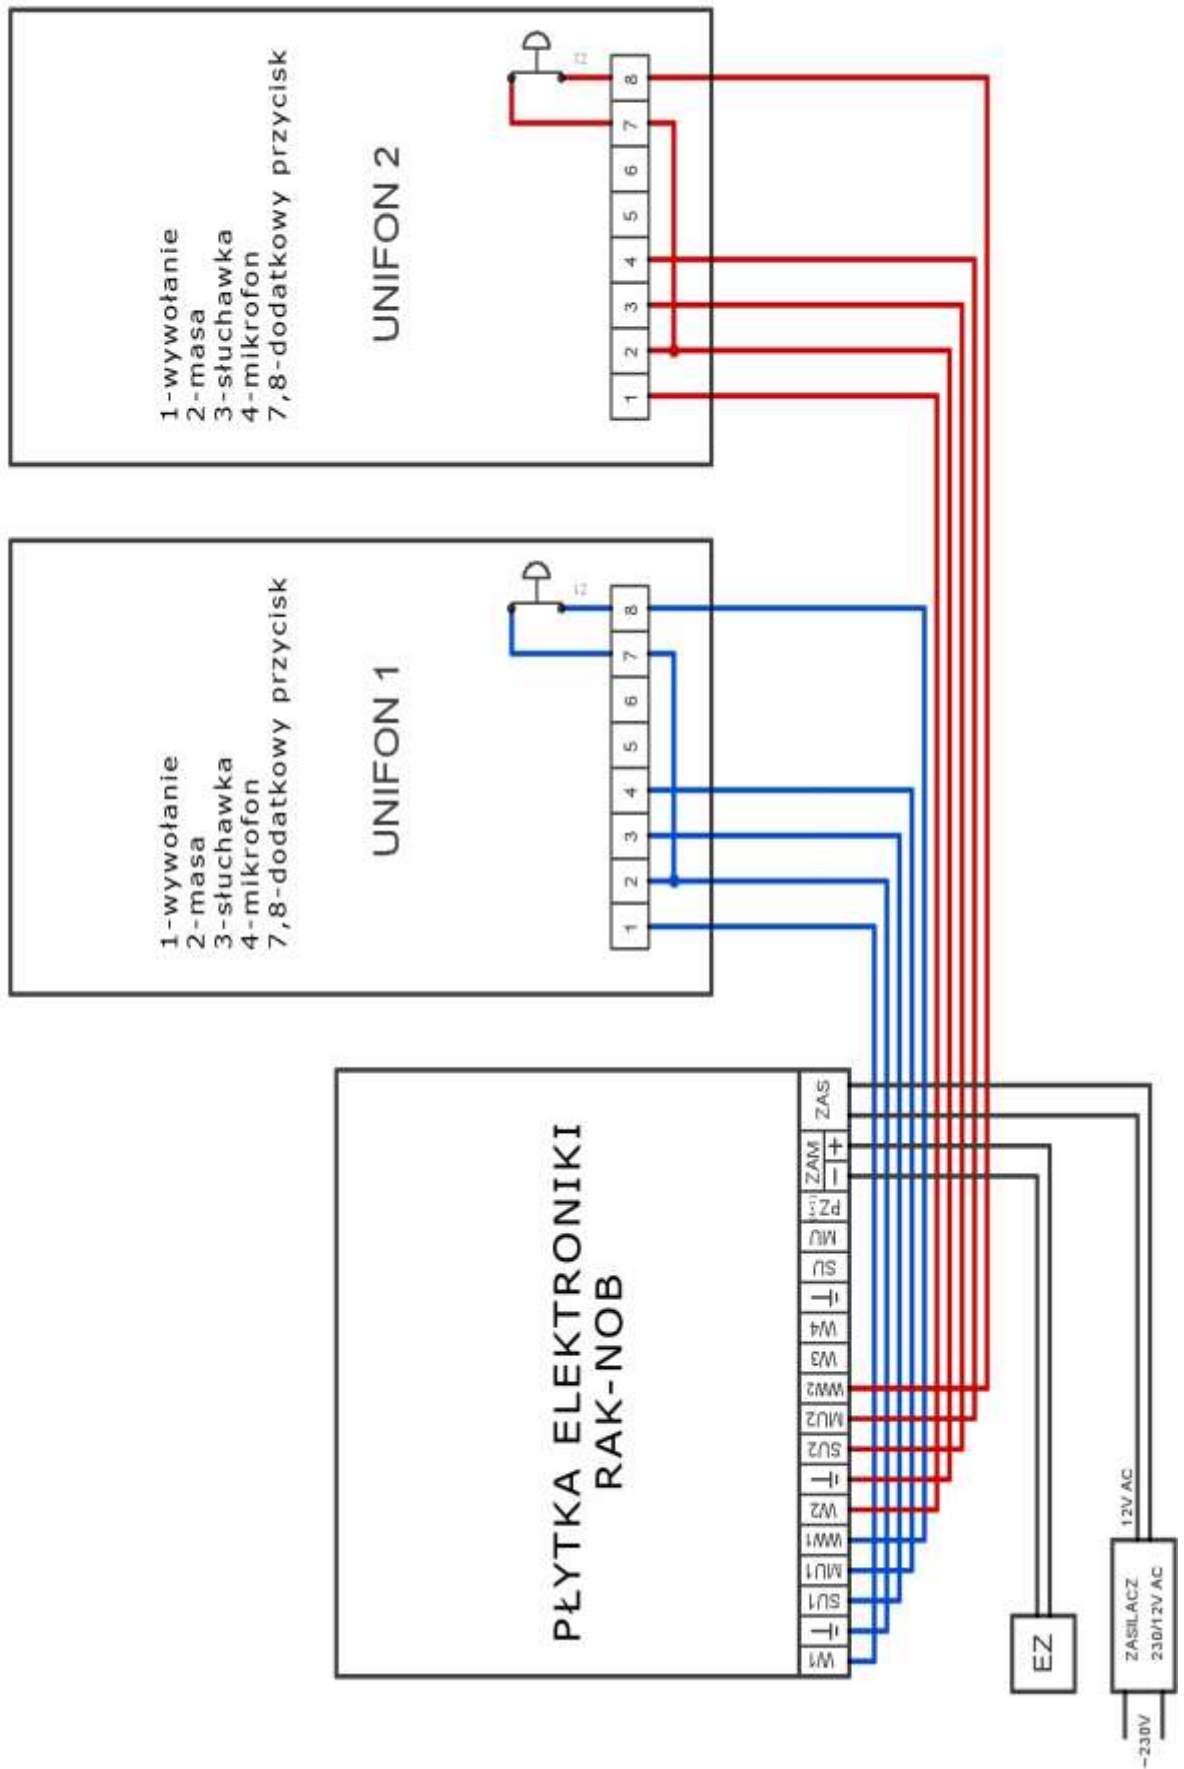 PŁYTKA ELEKTRONIKI
RAK-NOB
W1
SU1
MU1
WW1
W2
SU2
MU2
WW2
W3
W4
SU
MU
PZ
ZAM
- +
ZAS
1-wywołanie
2-masa
3-słuchawka
4-mikrofon
7,8-dodatkowy przycisk
UNIFON 1
1 2 3 4 5 6 7 8
1-wywołanie
2-masa
3-słuchawka
4-mikrofon
7,8-dodatkowy przycisk
UNIFON 2
1 2 3 4 5 6 7 8
EZ
~230V
ZASILACZ
230/12V AC
12V AC